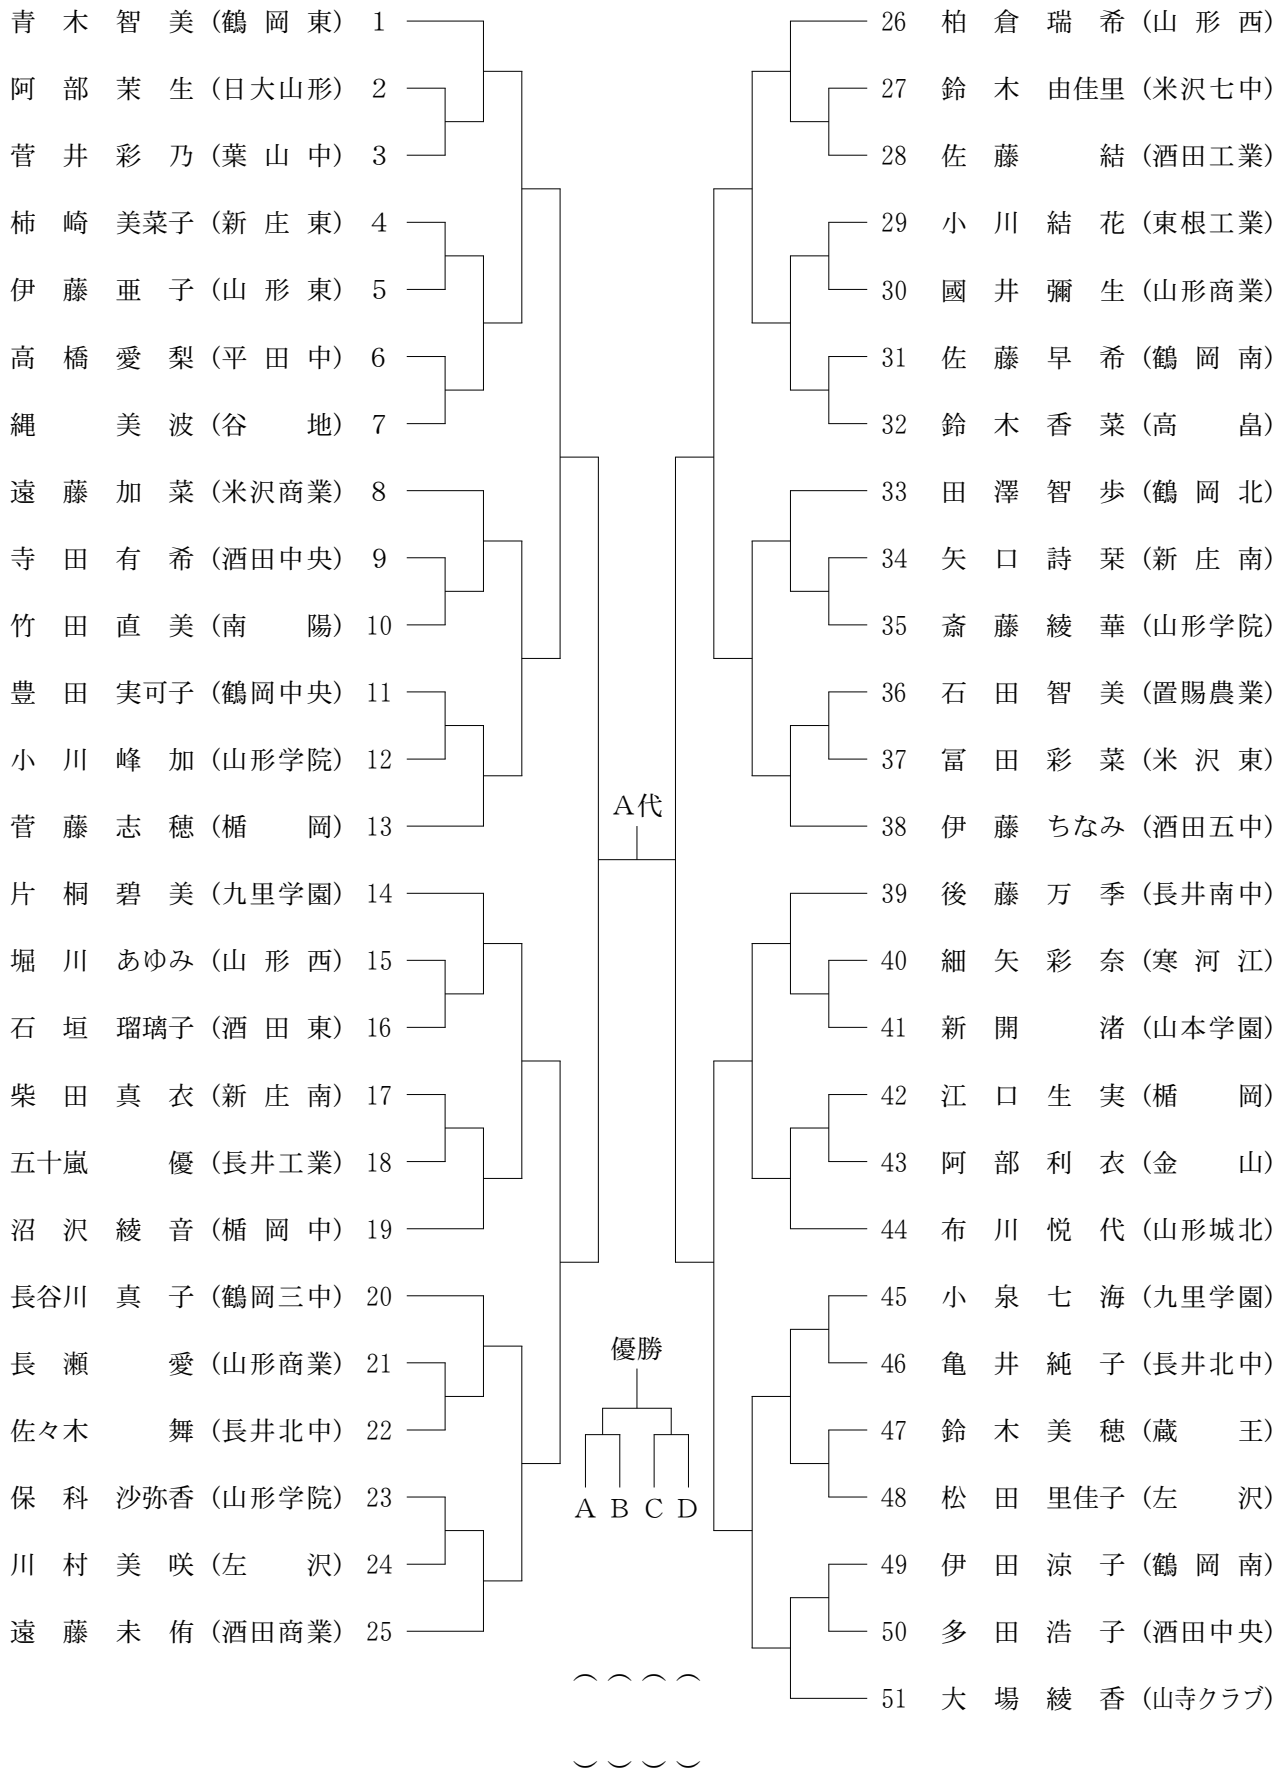 青木智美 (鶴岡東) 1
阿部茉生 (日大山形) 2
菅井彩乃 (葉山中) 3
柿崎美菜子 (新庄東) 4
伊藤亜子 (山形東) 5
高橋愛梨 (平田中) 6
縄美波 (谷地) 7
遠藤加菜 (米沢商業) 8
寺田有希 (酒田中央) 9
竹田直美 (南陽) 10
豊田実可子 (鶴岡中央) 11
小川峰加 (山形学院) 12
菅藤志穂 (楯岡) 13
片桐碧美 (九里学園) 14
堀川あゆみ (山形西) 15
石垣瑠璃子 (酒田東) 16
柴田真衣 (新庄南) 17
五十嵐優 (長井工業) 18
沼沢綾音 (楯岡中) 19
長谷川真子 (鶴岡三中) 20
長瀬愛 (山形商業) 21
佐々木舞 (長井北中) 22
保科沙弥香 (山形学院) 23
川村美咲 (左沢) 24
遠藤未侑 (酒田商業) 25
A代
優勝
A B C D
( ( ( (
) ) ) )
26 柏倉瑞希 (山形西)
27 鈴木由佳里 (米沢七中)
28 佐藤結 (酒田工業)
29 小川結花 (東根工業)
30 國井彌生 (山形商業)
31 佐藤早希 (鶴岡南)
32 鈴木香菜 (高畠)
33 田澤智歩 (鶴岡北)
34 矢口詩栞 (新庄南)
35 斎藤綾華 (山形学院)
36 石田智美 (置賜農業)
37 冨田彩菜 (米沢東)
38 伊藤ちなみ (酒田五中)
39 後藤万季 (長井南中)
40 細矢彩奈 (寒河江)
41 新開渚 (山本学園)
42 江口生実 (楯岡)
43 阿部利衣 (金山)
44 布川悦代 (山形城北)
45 小泉七海 (九里学園)
46 亀井純子 (長井北中)
47 鈴木美穂 (蔵王)
48 松田里佳子 (左沢)
49 伊田涼子 (鶴岡南)
50 多田浩子 (酒田中央)
51 大場綾香 (山寺クラブ)